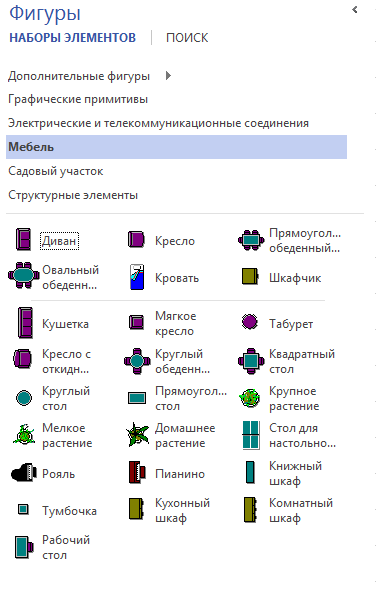 Фигуры
НАБОРЫ ЭЛЕМЕНТОВ ПОИСК
Дополнительные фигуры
Графические примитивы
Электрические и телекоммуникационные соединения
Мебель
Садовый участок
Структурные элементы
Диван
Кресло
Прямоугол...
обеденный...
Овальный
обеденн...
Кровать
Шкафчик
Кушетка
Мягкое
кресло
Табурет
Кресло с
откидн...
Круглый
обеденн...
Квадратный
стол
Круглый
стол
Прямоугол...
стол
Крупное
растение
Мелкое
растение
Домашнее
растение
Стол для
настольно...
Рояль
Пианино
Книжный
шкаф
Тумбочка
Кухонный
шкаф
Комнатный
шкаф
Рабочий
стол